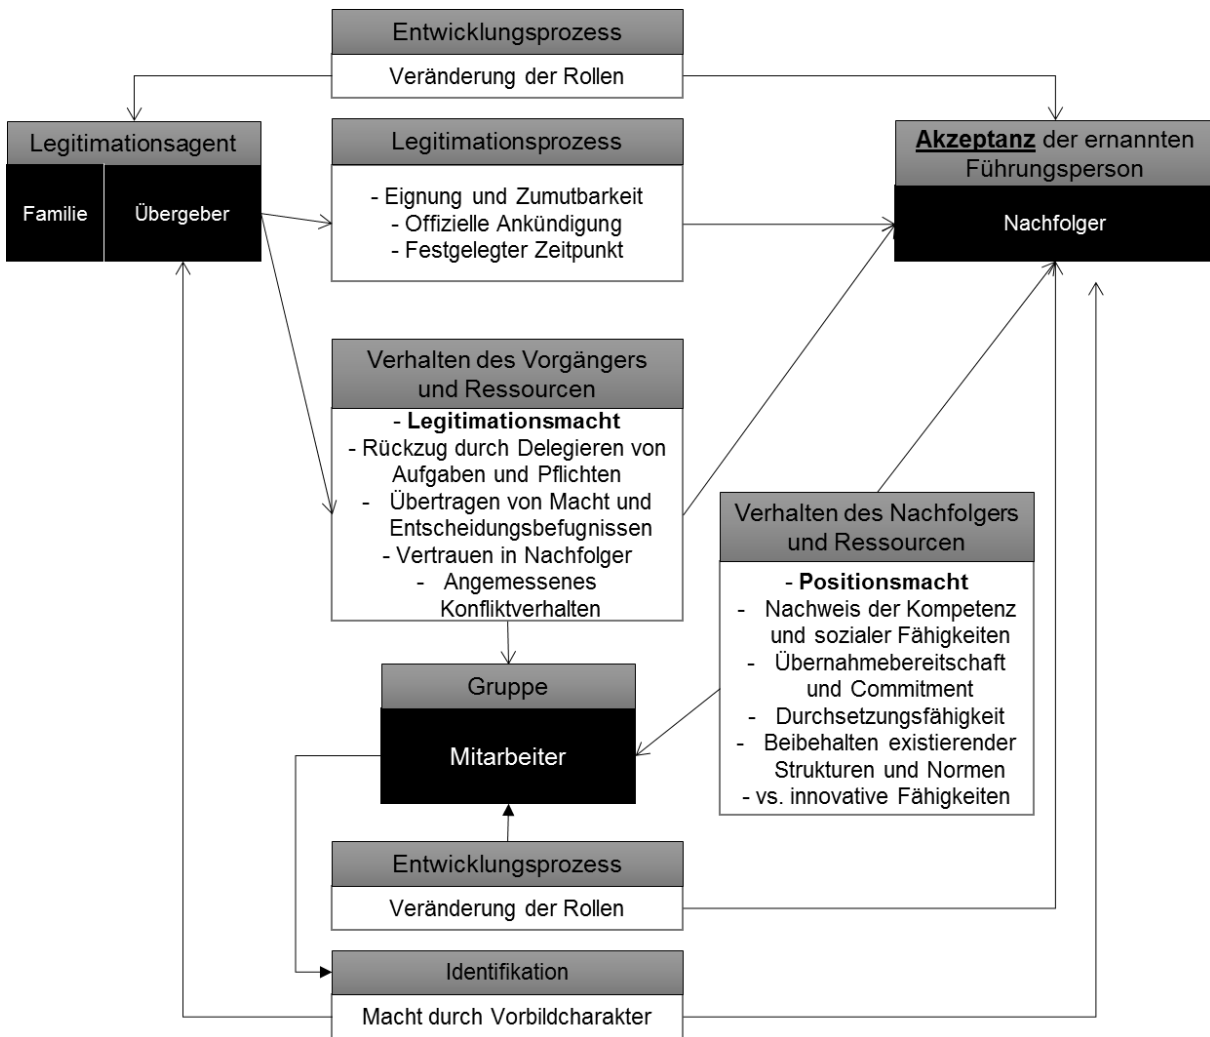 Entwicklungsprozess
Veränderung der Rollen
Legitimationsagent
Familie
Übergeber
Legitimationsprozess
- Eignung und Zumutbarkeit
- Offizielle Ankündigung
- Festgelegter Zeitpunkt
Akzeptanz der ernannten
Führungsperson
Nachfolger
Verhalten des Vorgängers
und Ressourcen
- Legitimationsmacht
- Rückzug durch Delegieren von
Aufgaben und Pflichten
- Übertragen von Macht und
Entscheidungsbefugnissen
- Vertrauen in Nachfolger
- Angemessenes
Konfliktverhalten
Verhalten des Nachfolgers
und Ressourcen
- Positionsmacht
- Nachweis der Kompetenz
und sozialer Fähigkeiten
- Übernahmebereitschaft
und Commitment
- Durchsetzungsfähigkeit
- Beibehalten existierender
Strukturen und Normen
- vs. innovative Fähigkeiten
Gruppe
Mitarbeiter
Entwicklungsprozess
Veränderung der Rollen
Identifikation
Macht durch Vorbildcharakter